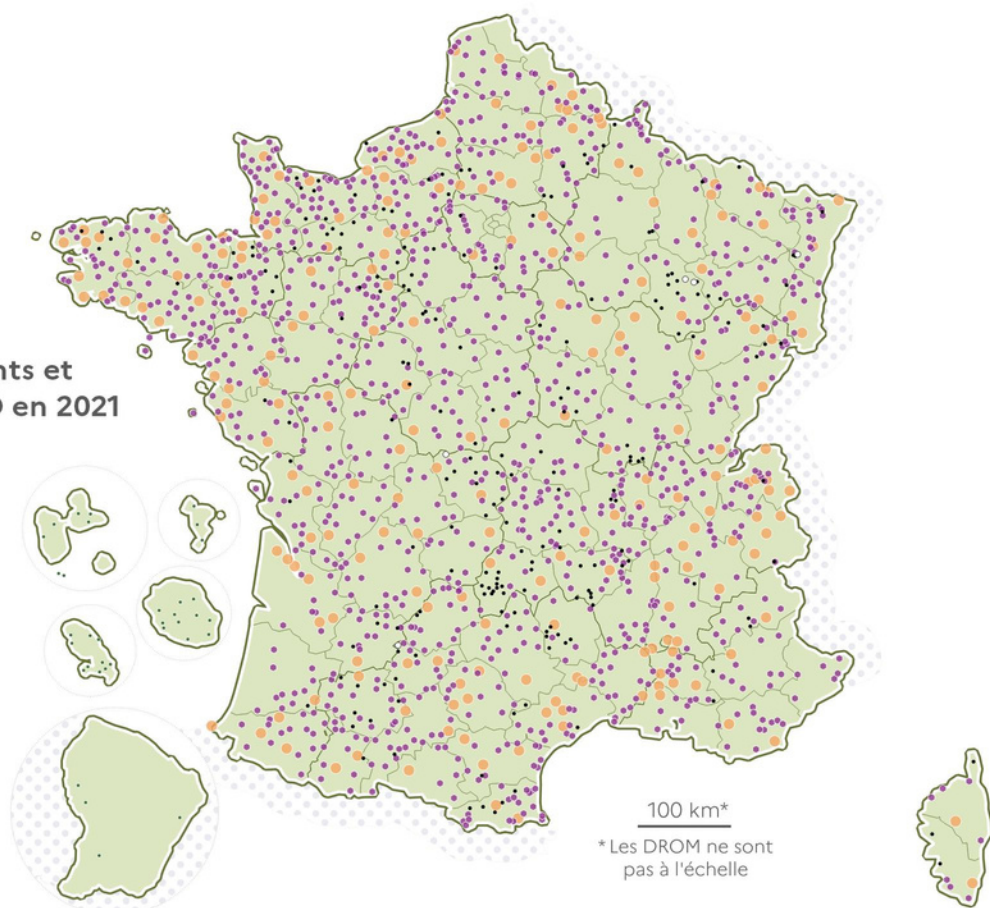 nts et
en 2021
100 km*
* Les DROM ne sont
pas à l'échelle